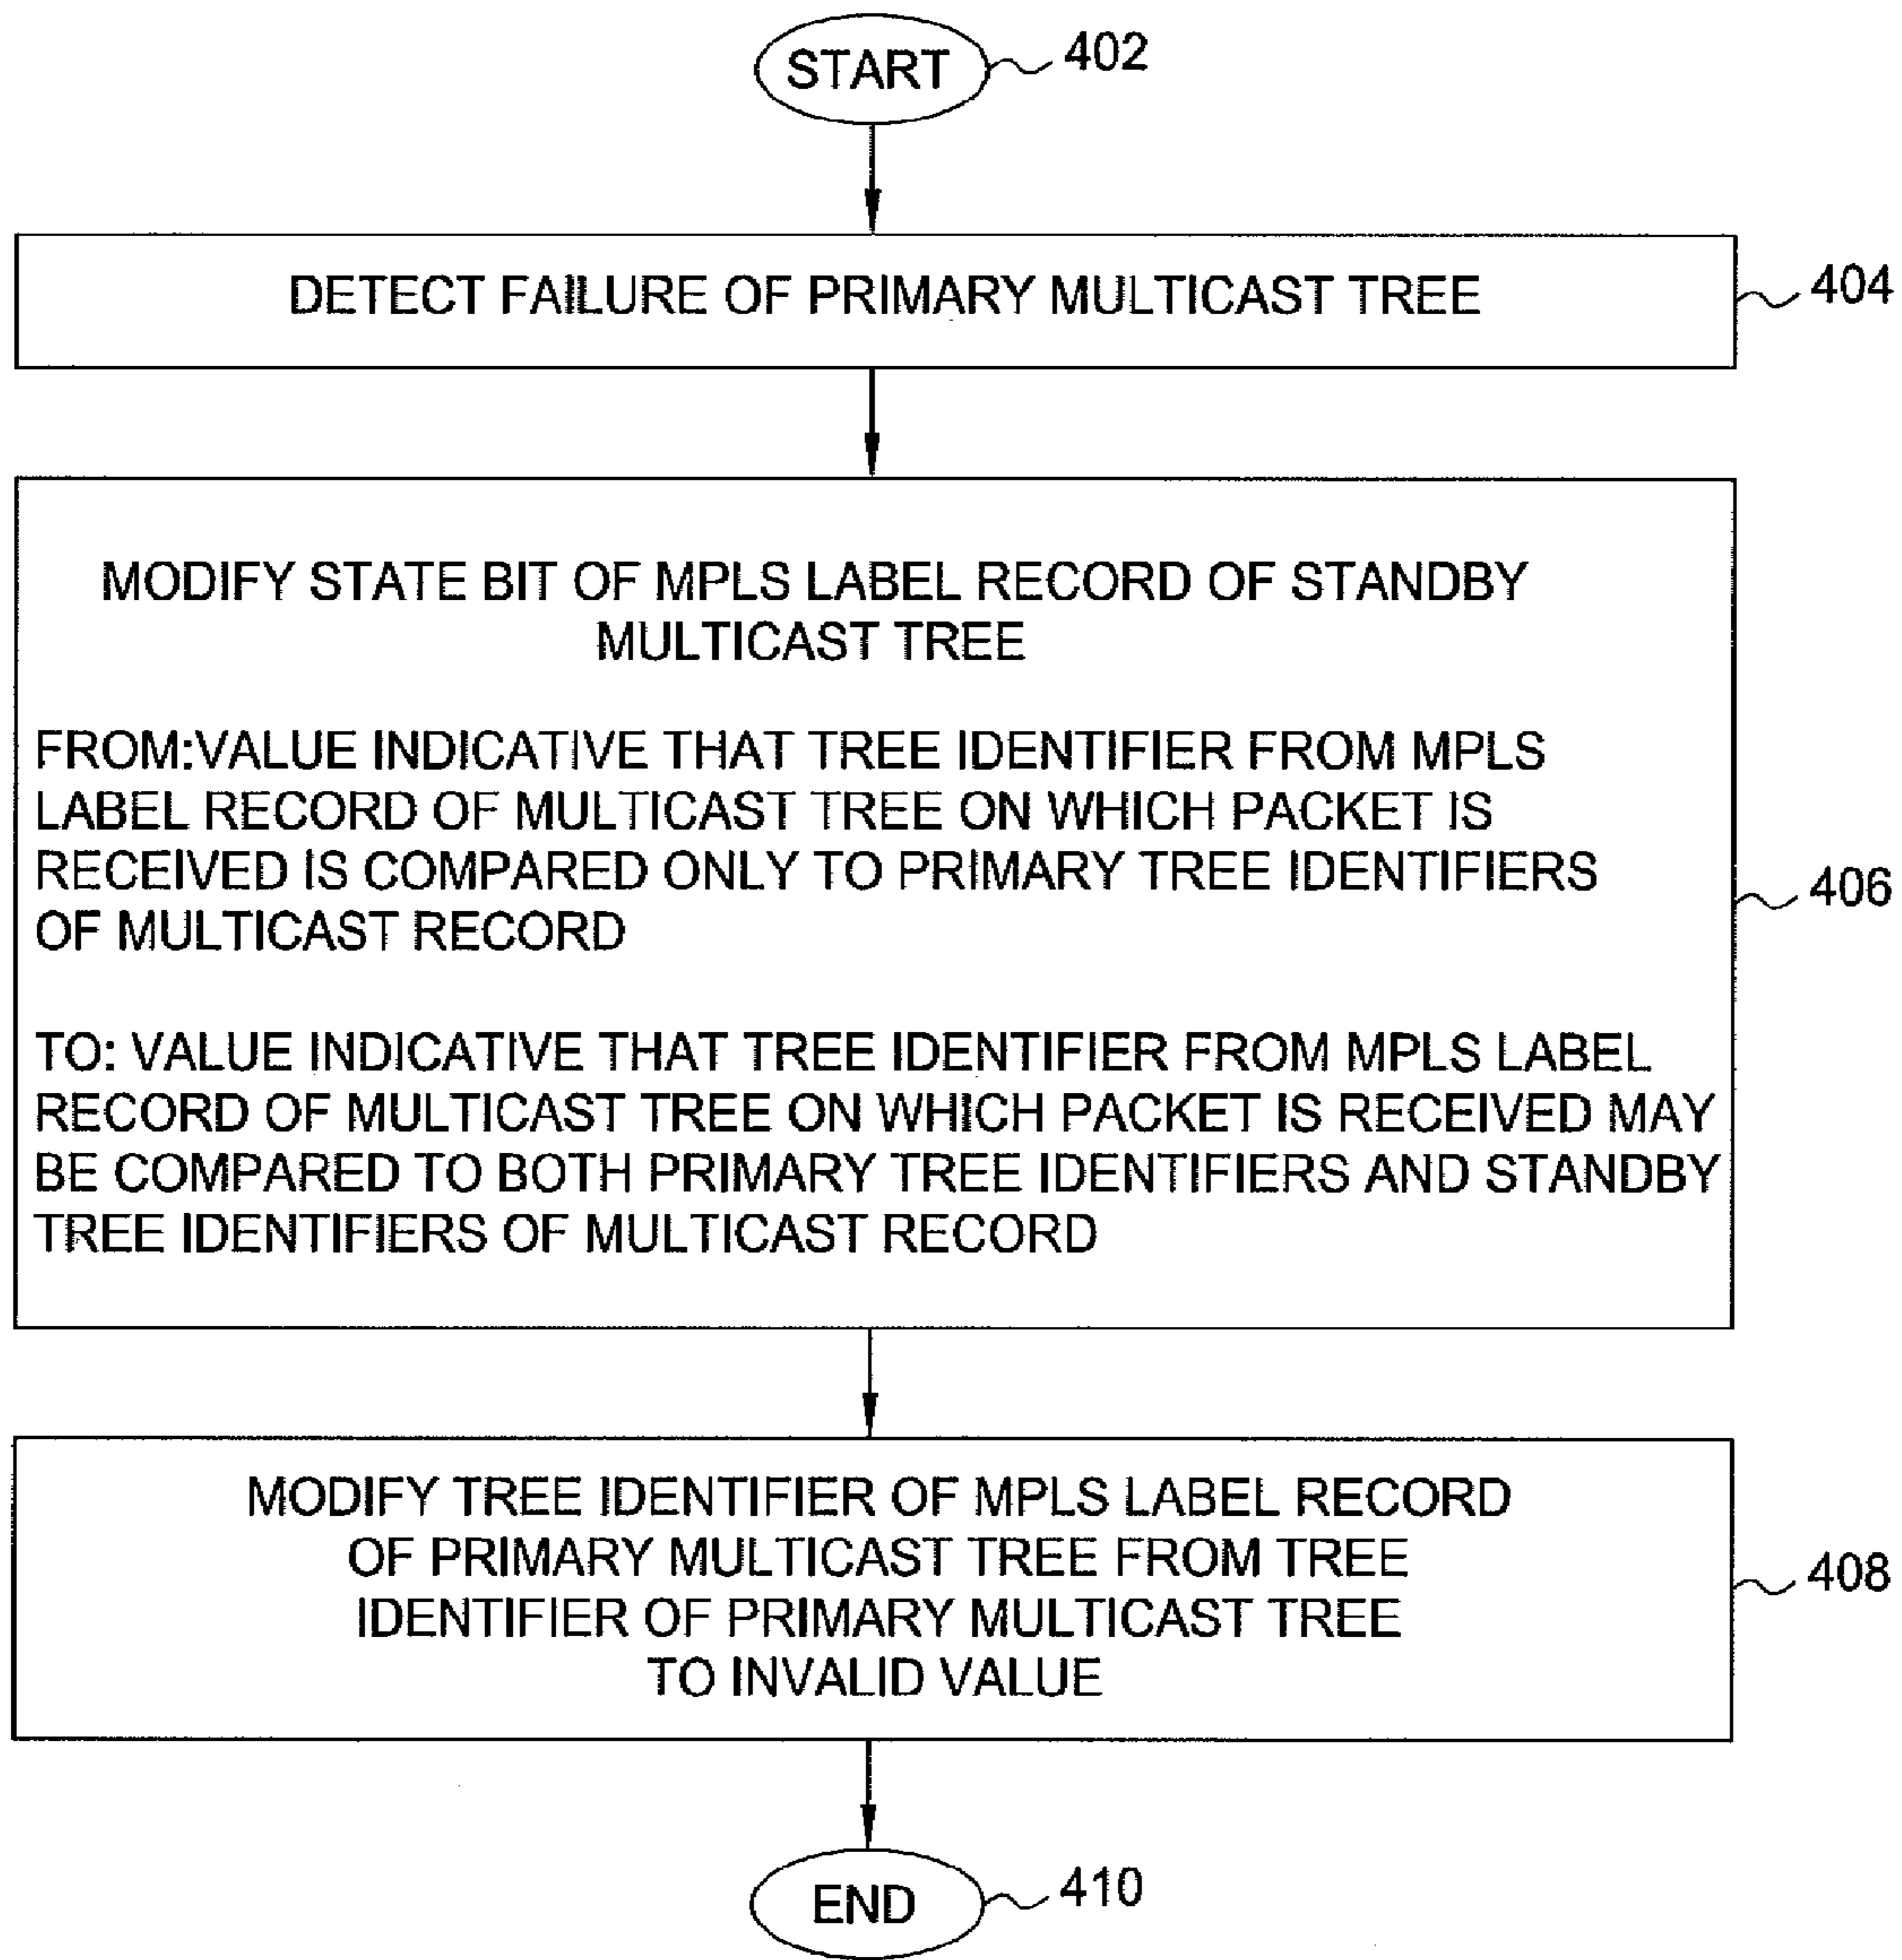 START
402
DETECT FAILURE OF PRIMARY MULTICAST TREE
404
MODIFY STATE BIT OF MPLS LABEL RECORD OF STANDBY
MULTICAST TREE
FROM:VALUE INDICATIVE THAT TREE IDENTIFIER FROM MPLS
LABEL RECORD OF MULTICAST TREE ON WHICH PACKET IS
RECEIVED IS COMPARED ONLY TO PRIMARY TREE IDENTIFIERS
OF MULTICAST RECORD
TO: VALUE INDICATIVE THAT TREE IDENTIFIER FROM MPLS LABEL
RECORD OF MULTICAST TREE ON WHICH PACKET IS RECEIVED MAY
BE COMPARED TO BOTH PRIMARY TREE IDENTIFIERS AND STANDBY
TREE IDENTIFIERS OF MULTICAST RECORD
406
MODIFY TREE IDENTIFIER OF MPLS LABEL RECORD
OF PRIMARY MULTICAST TREE FROM TREE
IDENTIFIER OF PRIMARY MULTICAST TREE
TO INVALID VALUE
408
END
410